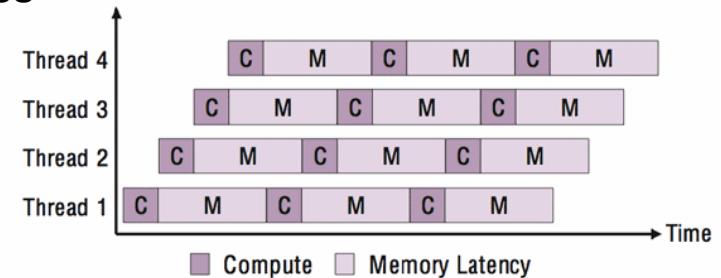 Thread 4 C M C M C M
Thread 3 C M C M C M
Thread 2 C M C M C M
Thread 1 C M C M C M
Time
Compute Memory Latency